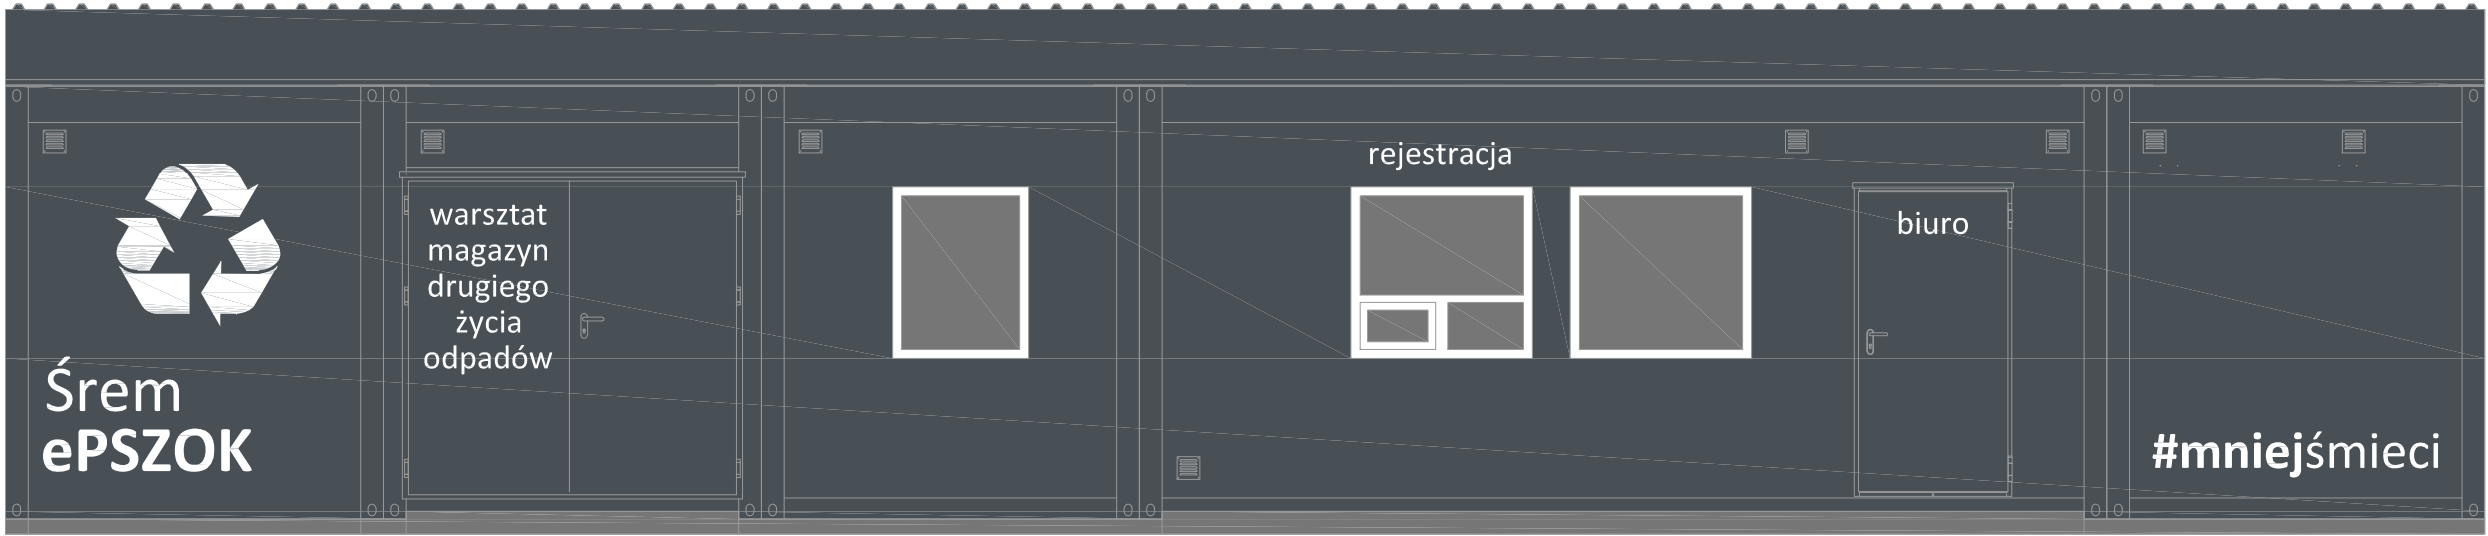 rejestracja
warsztat
magazyn
drugiego
życia
odpadów
biuro
Śrem
ePSZOK
#mniejśmieci